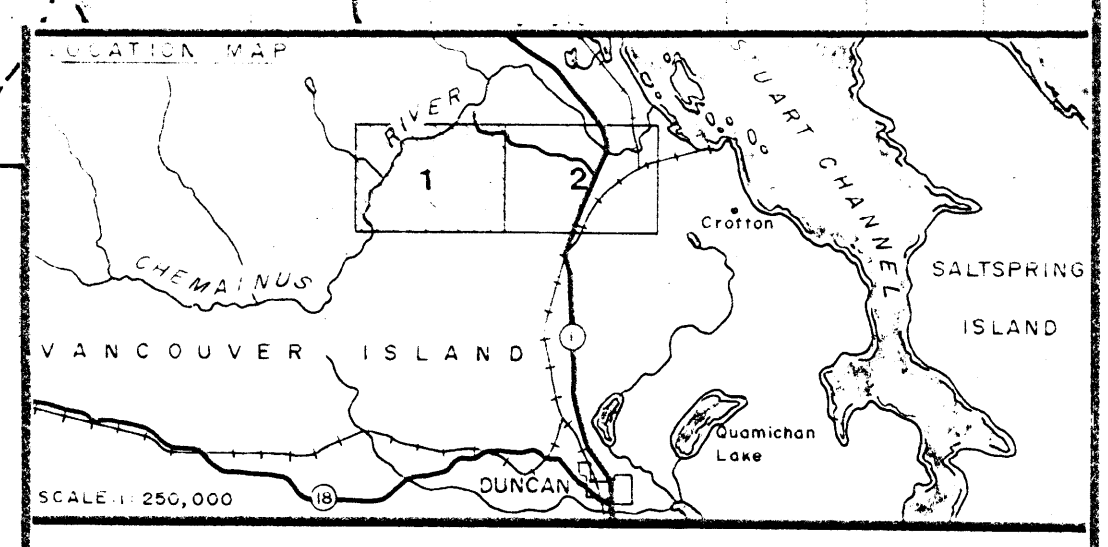 LOCATION MAP
RIVER
STUART CHANNEL
1
2
Crofton
CHEMAINUS
SALTSPRING
ISLAND
1
VANCOUVER ISLAND
Quamichan
Lake
DUNCAN
SCALE 1: 250,000
18